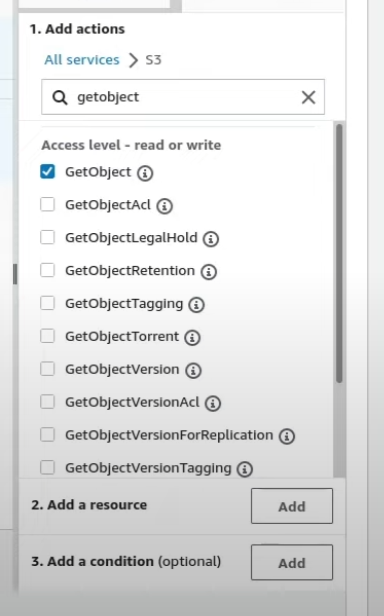 1. Add actions
All services > S3
getobject
Access level - read or write
GetObject
GetObjectAcl
GetObjectLegalHold
GetObjectRetention
GetObjectTagging
GetObjectTorrent
GetObjectVersion
GetObjectVersionAcl
GetObjectVersionForReplication
GetObjectVersionTagging
2. Add a resource Add
3. Add a condition (optional) Add